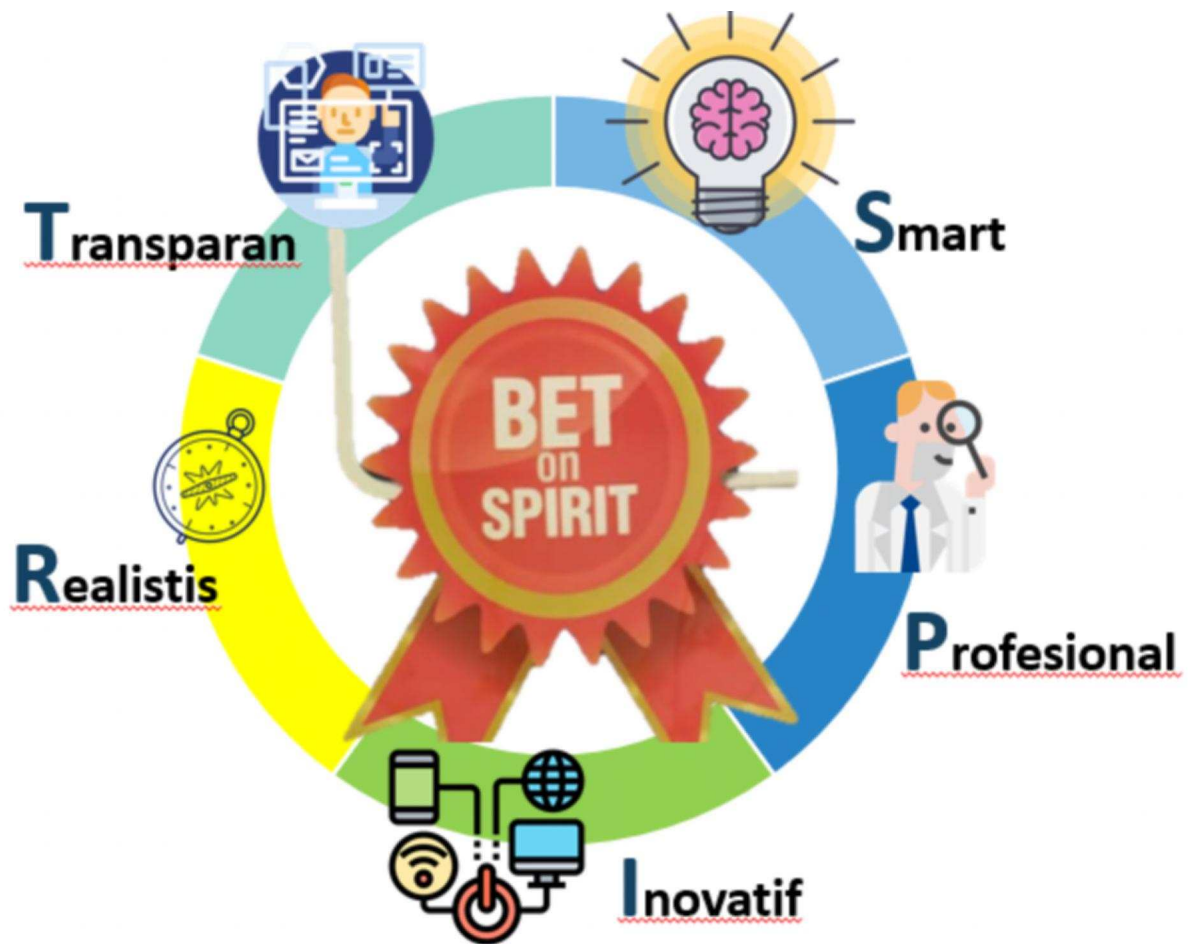 Transparan
Smart
BET
on
SPIRIT
Realistis
Profesional
Inovatif